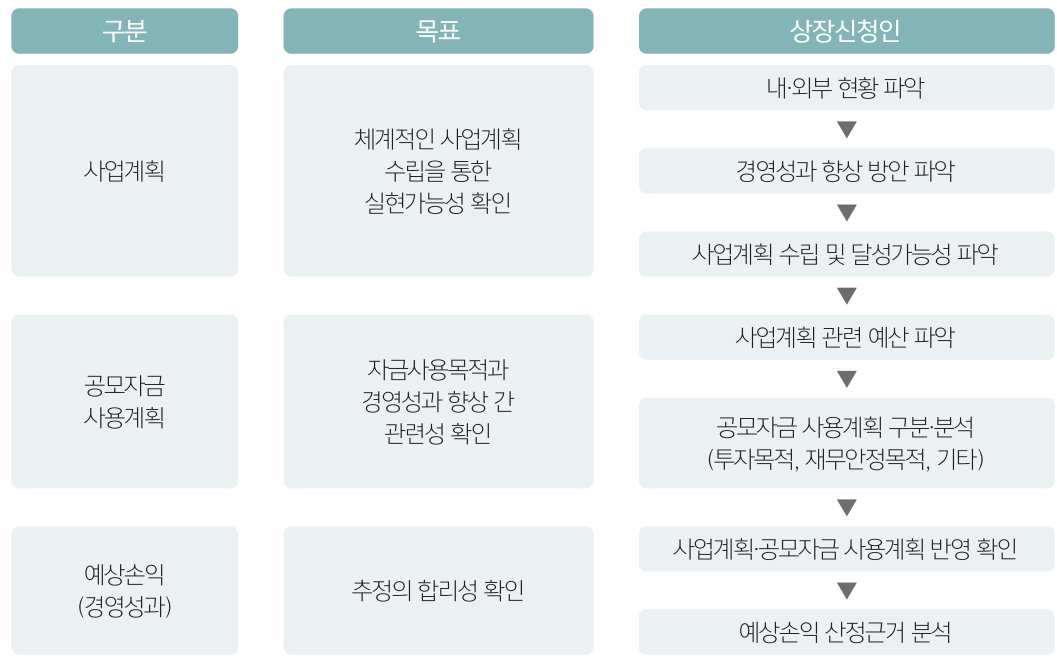 구분
목표
상장신청인
사업계획
체계적인 사업계획
수립을 통한
실현가능성 확인
내·외부 현황 파악
▼
경영성과 향상 방안 파악
▼
사업계획 수립 및 달성가능성 파악
▼
공모자금
사용계획
자금사용목적과
경영성과 향상 간
관련성 확인
사업계획 관련 예산 파악
▼
공모자금 사용계획 구분·분석
(투자목적, 재무안정목적, 기타)
▼
예상손익
(경영성과)
추정의 합리성 확인
사업계획·공모자금 사용계획 반영 확인
▼
예상손익 산정근거 분석